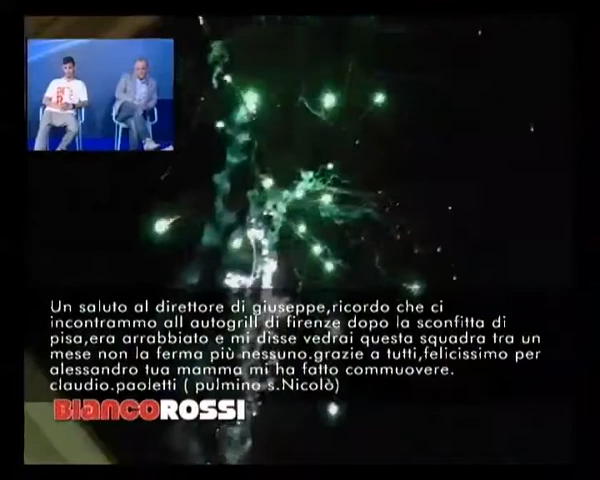 Un saluto al direttore di giuseppe,ricordo che ci
incontrammo all autogrill di firenze dopo la sconfitta di
pisa,era arrabbiato e mi disse vedrai questa squadra tra un
mese non la ferma più nessuno.grazie a tutti,felicissimo per
alessandro tua mamma mi ha fatto commuovere.
claudio.paoletti ( pulmino s.Nicolò)
BIANCOROSSI